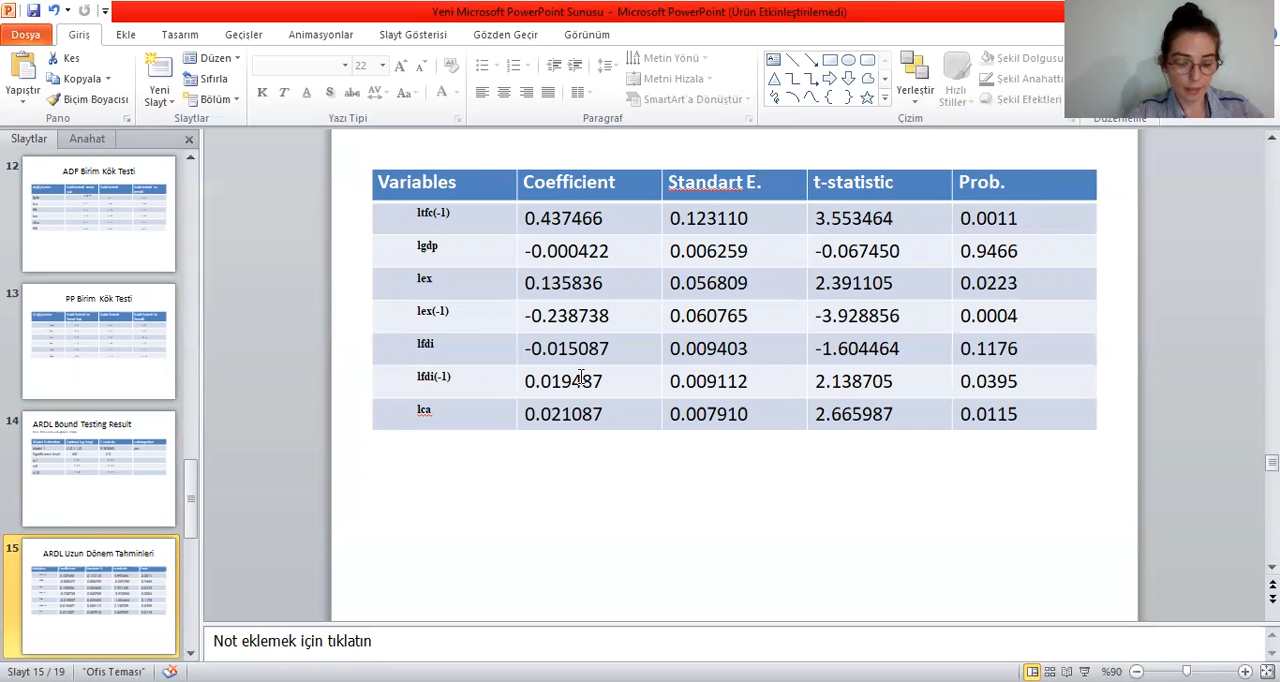 Yeni Microsoft PowerPoint Sunusu - Microsoft PowerPoint (Ürün Etkinleştirilemedi)
Dosya Giriş Ekle Tasarım Geçişler Animasyonlar Slayt Gösterisi Gözden Geçir Görünüm
Yapıştır
Kes
Kopyala
Biçim Boyacısı
Pano
Yeni Slayt
Düzen
Sıfırla
Bölüm
Slaytlar
22
K T A S abc AV Aa A
Yazı Tipi
Metin Yönü
Metni Hizala
SmartArt'a Dönüştür
Paragraf
Yerleştir
Hızlı Stiller
Şekil Dolgusu
Şekil Anahattı
Şekil Efektleri
Çizim
Düzenleme
Slaytlar Anahat
12
ADF Birim Kök Testi
13
PP Birim Kök Testi
14
ARDL Bound Testing Result
15
ARDL Uzun Dönem Tahminleri
Variables Coefficient Standart E. t-statistic Prob.
ltfc(-1) 0.437466 0.123110 3.553464 0.0011
lgdp -0.000422 0.006259 -0.067450 0.9466
lex 0.135836 0.056809 2.391105 0.0223
lex(-1) -0.238738 0.060765 -3.928856 0.0004
lfdi -0.015087 0.009403 -1.604464 0.1176
lfdi(-1) 0.019487 0.009112 2.138705 0.0395
lca 0.021087 0.007910 2.665987 0.0115
Not eklemek için tıklatın
Slayt 15 / 19 "Ofis Teması" %90